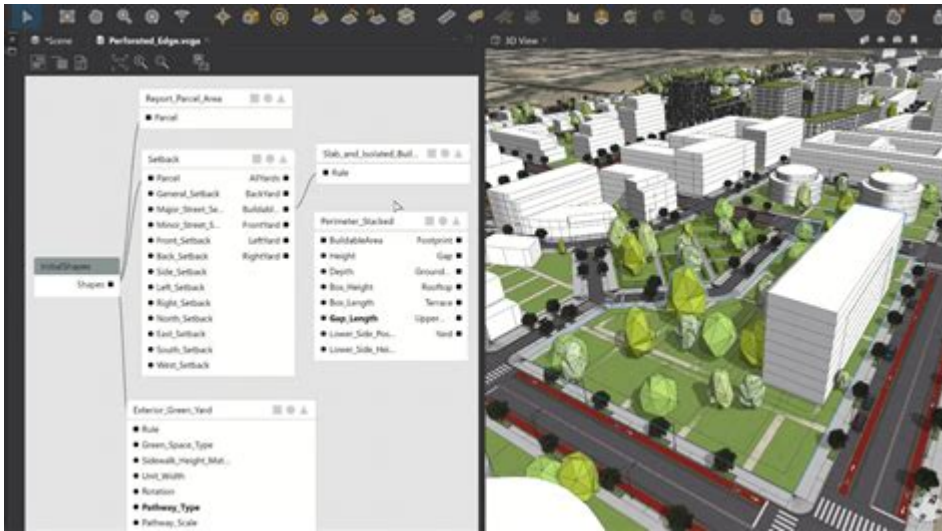 *Scene
Perforated_Edge.vcga
3D View
Report_Parcel_Area
Parcel
Setback
Parcel AllYards
General_Setback BackYard
Major_Street_Se... Buildabl...
Minor_Street_S... FrontYard
Front_Setback LeftYard
Back_Setback RightYard
Side_Setback
Left_Setback
Right_Setback
North_Setback
East_Setback
South_Setback
West_Setback
Slab_and_Isolated_Buil...
Rule
Perimeter_Stacked
BuildableArea Footprint
Height Gap
Depth Ground...
Box_Height Rooftop
Box_Length Terrace
Gap_Length Upper...
Lower_Side_Pos... Yard
Lower_Side_Hei...
InitialShapes
Shapes
Exterior_Green_Yard
Rule
Green_Space_Type
Sidewalk_Height_Mat...
Unit_Width
Rotation
Pathway_Type
Pathway_Scale